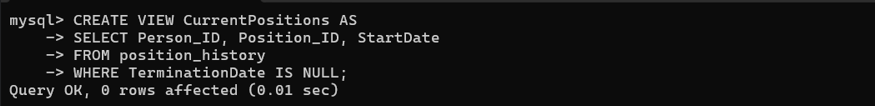 mysql> CREATE VIEW CurrentPositions AS
    -> SELECT Person_ID, Position_ID, StartDate
    -> FROM position_history
    -> WHERE TerminationDate IS NULL;
Query OK, 0 rows affected (0.01 sec)